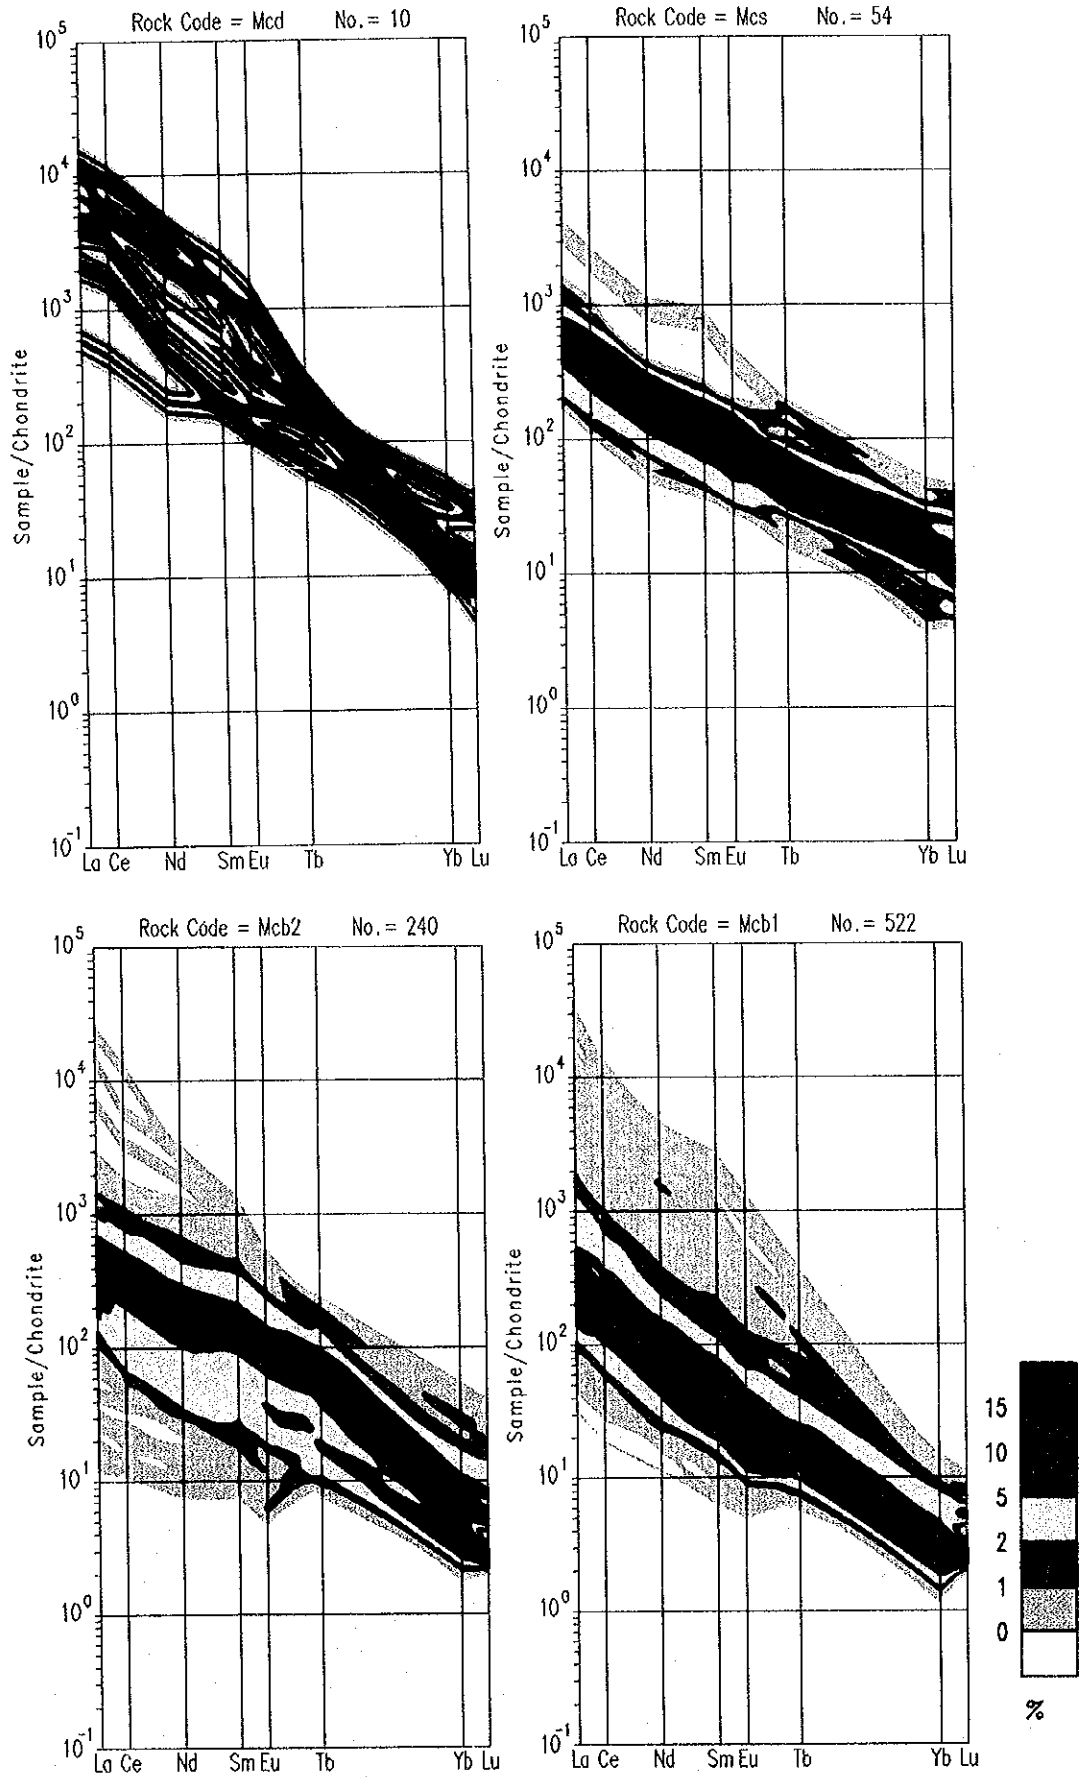 Rock Code = Mcd No. = 10
10^5
10^4
10^3
10^2
10^1
10^0
10^-1
Sample/Chondrite
La Ce Nd Sm Eu Tb Yb Lu
Rock Code = Mcs No. = 54
10^5
10^4
10^3
10^2
10^1
10^0
10^-1
Sample/Chondrite
La Ce Nd Sm Eu Tb Yb Lu
Rock Code = Mcb2 No. = 240
10^5
10^4
10^3
10^2
10^1
10^0
10^-1
Sample/Chondrite
La Ce Nd Sm Eu Tb Yb Lu
Rock Code = Mcb1 No. = 522
10^5
10^4
10^3
10^2
10^1
10^0
10^-1
Sample/Chondrite
La Ce Nd Sm Eu Tb Yb Lu
15
10
5
2
1
0
%